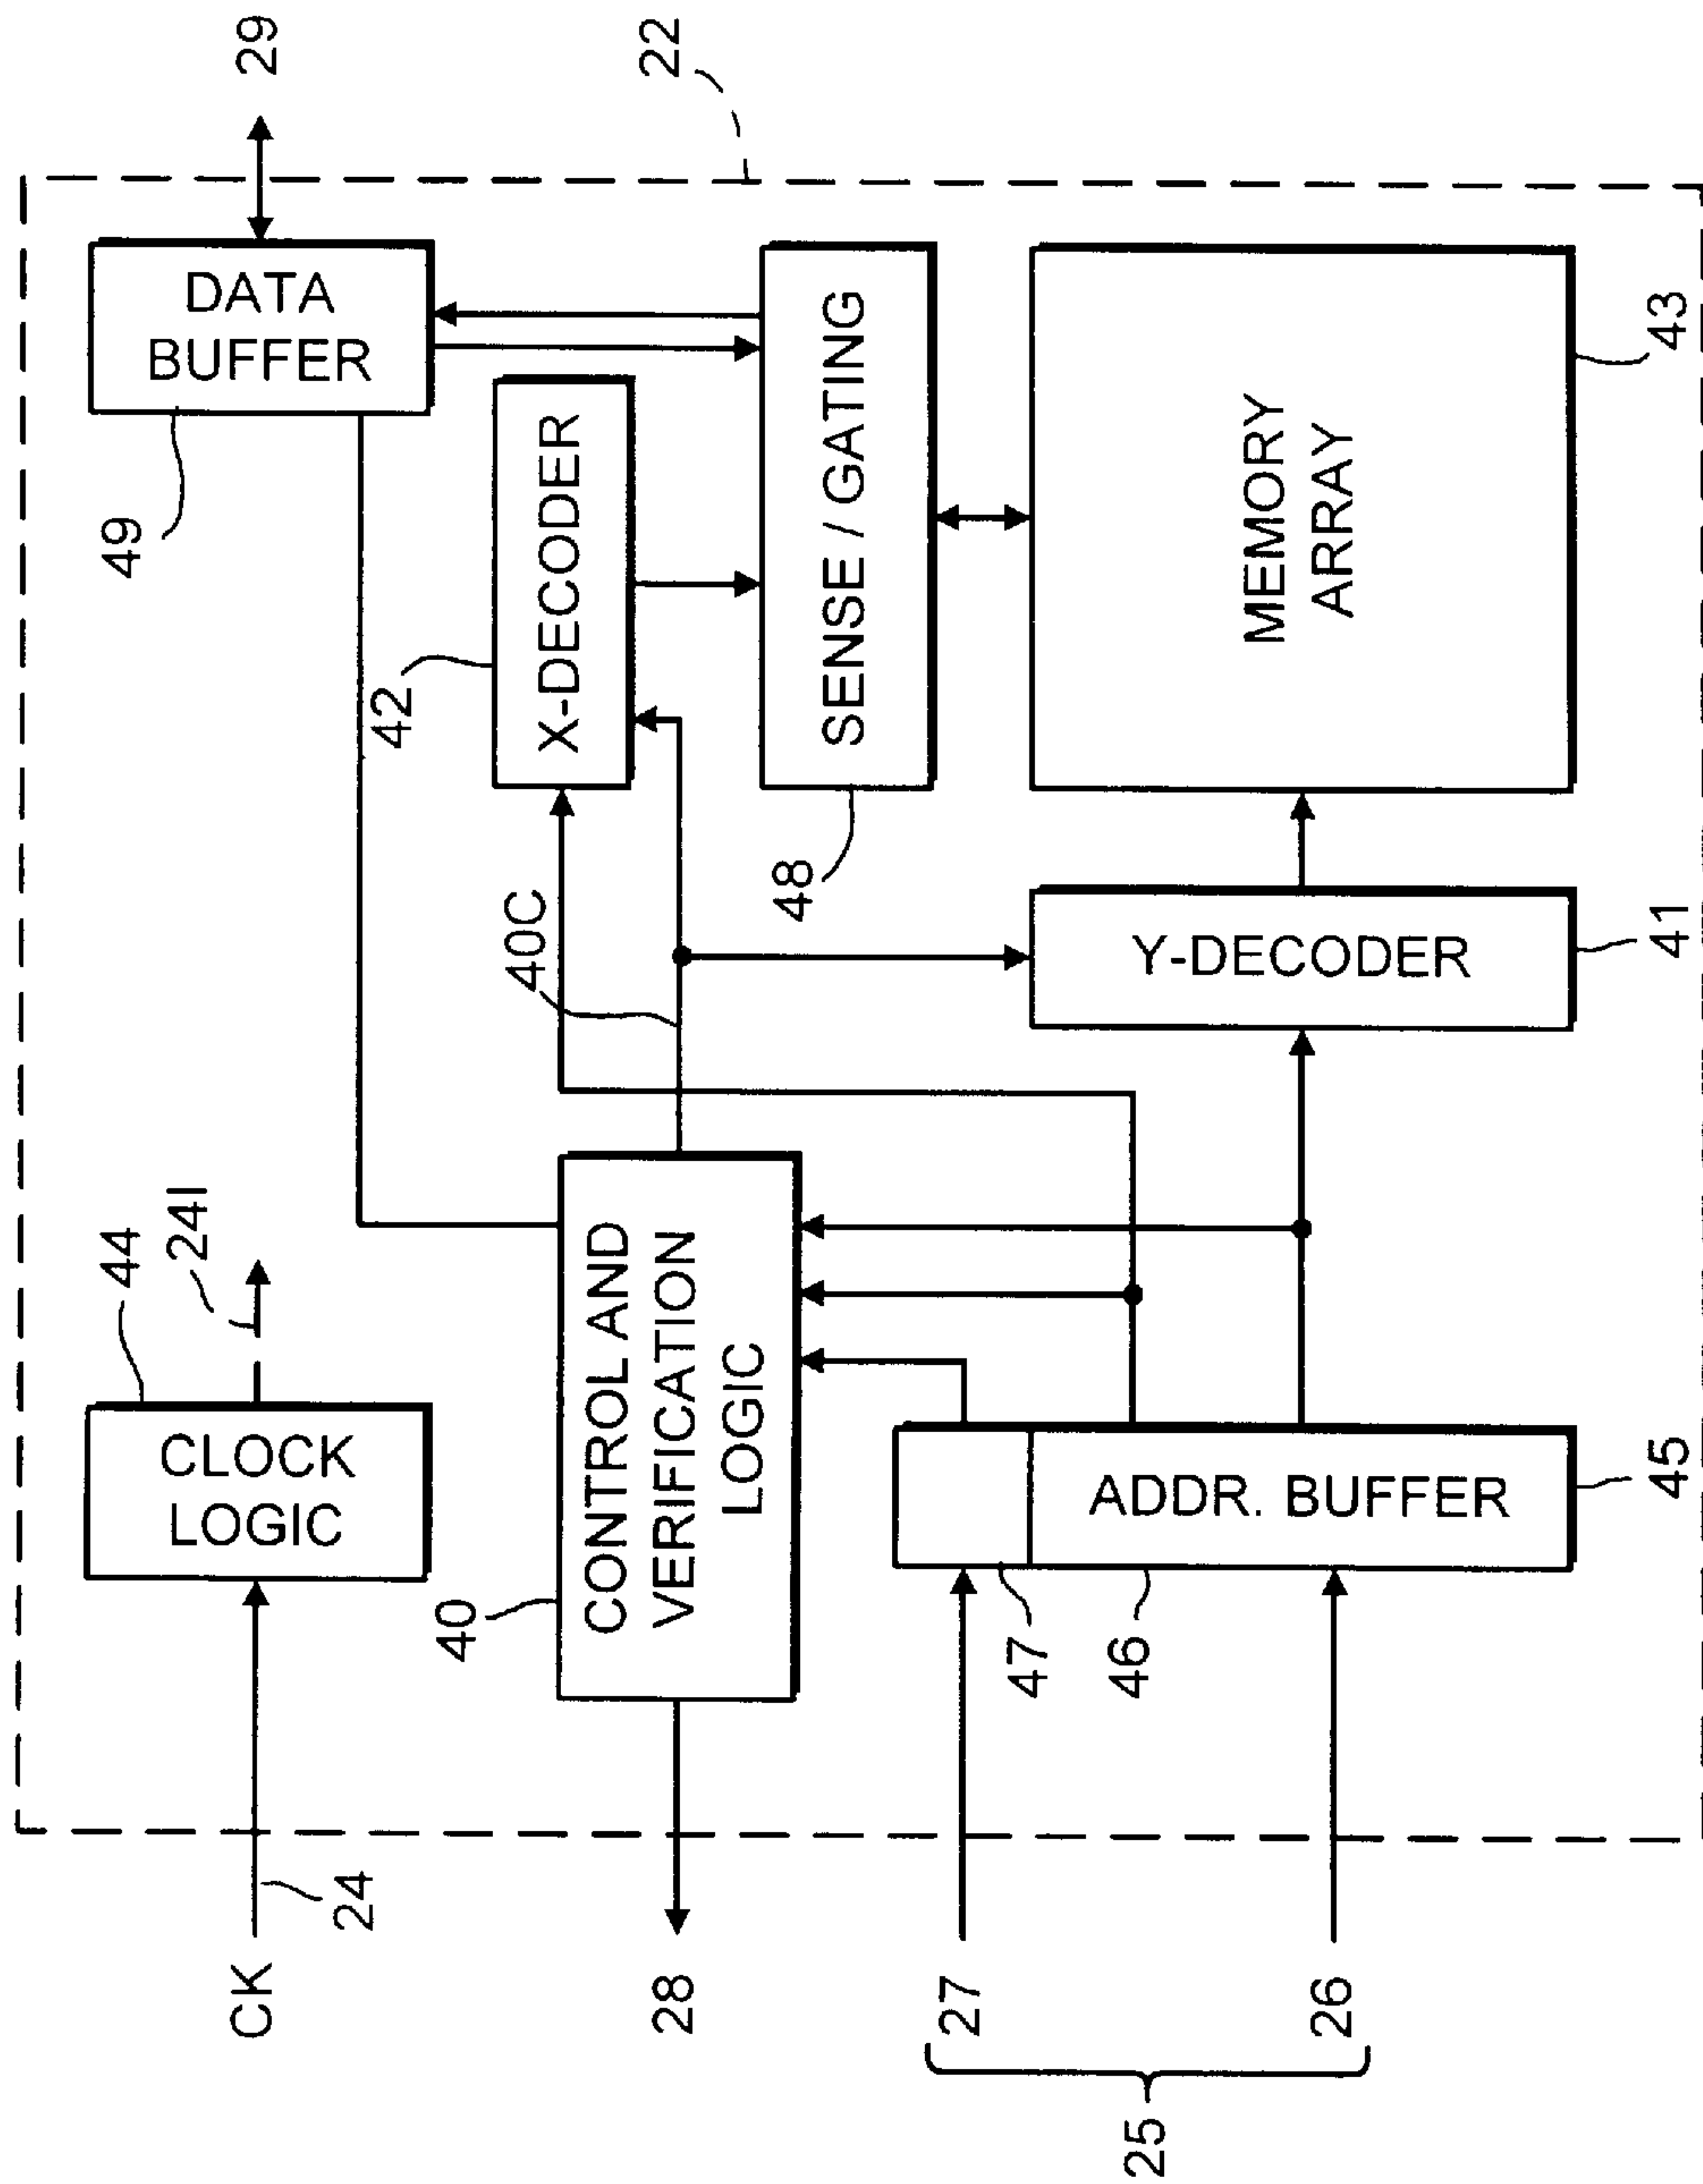 29
22
DATA
BUFFER
49
42
X-DECODER
SENSE / GATING
48
MEMORY
ARRAY
43
40C
Y-DECODER
41
44
24I
CLOCK
LOGIC
40
CONTROL AND
VERIFICATION
LOGIC
ADDR. BUFFER
45
47
46
24
CK
28
27
26
25